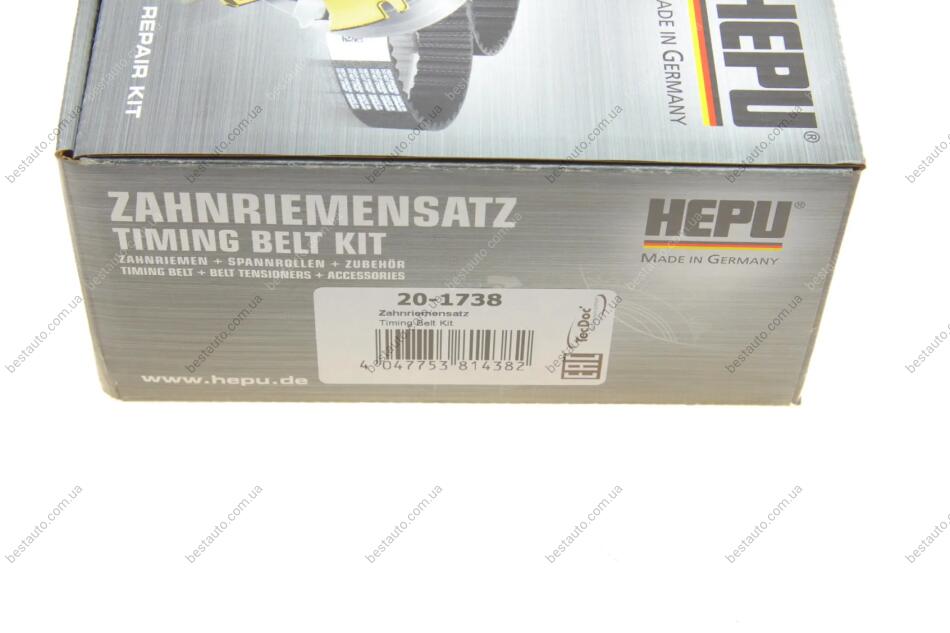 REPAIR KIT
MADE IN GERMANY
HEPU®
ZAHNRIEMENSATZ
TIMING BELT KIT
ZAHNRIEMEN + SPANNROLLEN + ZUBEHÖR
TIMING BELT + BELT TENSIONERS + ACCESSORIES
HEPU®
MADE IN GERMANY
20-1738
Zahnriemensatz
Timing Belt Kit
4 047753 814382
TecDoc
EAC
www.hepu.de
bestauto.com.ua